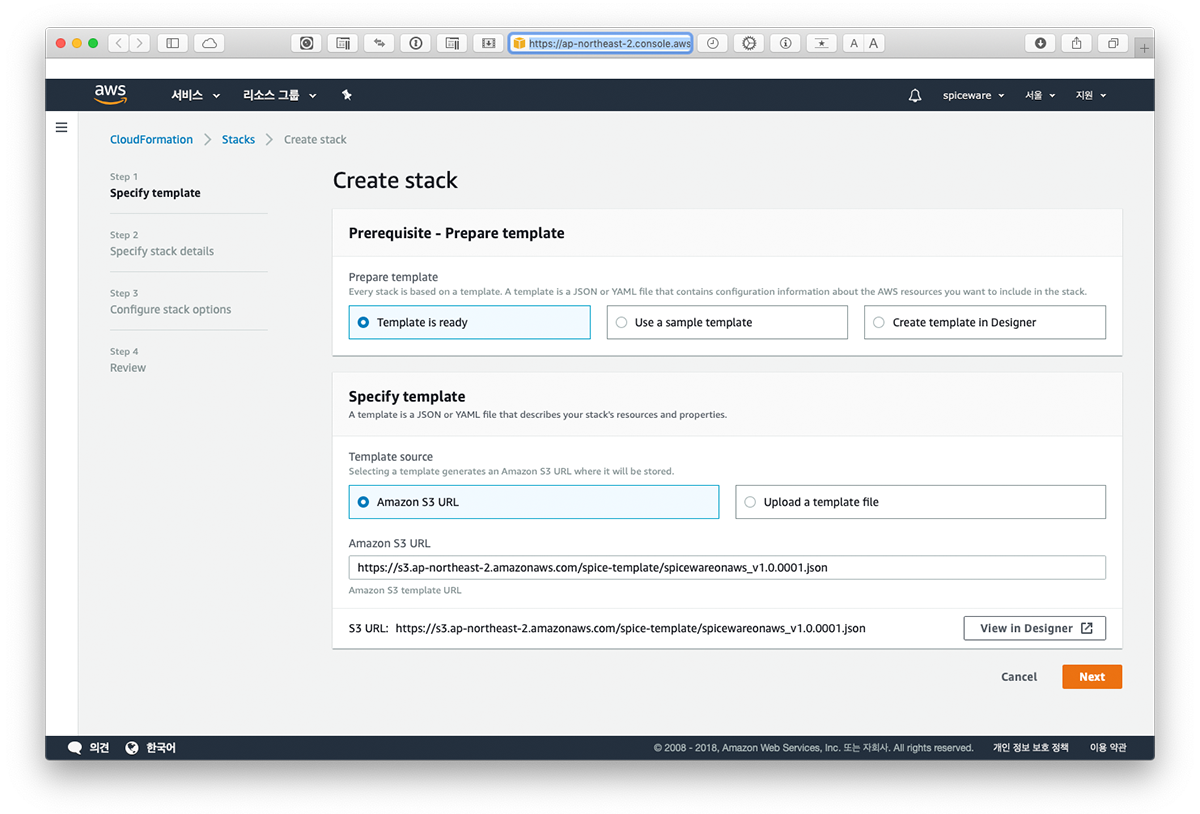 https://ap-northeast-2.console.aws
A A
aws 서비스 리소스 그룹 spiceware 서울 지원
CloudFormation Stacks Create stack
Step 1
Specify template
Step 2
Specify stack details
Step 3
Configure stack options
Step 4
Review
Create stack
Prerequisite - Prepare template
Prepare template
Every stack is based on a template. A template is a JSON or YAML file that contains configuration information about the AWS resources you want to include in the stack.
Template is ready
Use a sample template
Create template in Designer
Specify template
A template is a JSON or YAML file that describes your stack's resources and properties.
Template source
Selecting a template generates an Amazon S3 URL where it will be stored.
Amazon S3 URL
Upload a template file
Amazon S3 URL
https://s3.ap-northeast-2.amazonaws.com/spice-template/spicewareonaws_v1.0.0001.json
Amazon S3 template URL
S3 URL: https://s3.ap-northeast-2.amazonaws.com/spice-template/spicewareonaws_v1.0.0001.json
View in Designer
Cancel
Next
의견 한국어 © 2008 - 2018, Amazon Web Services, Inc. 또는 자회사. All rights reserved. 개인 정보 보호 정책 이용 약관